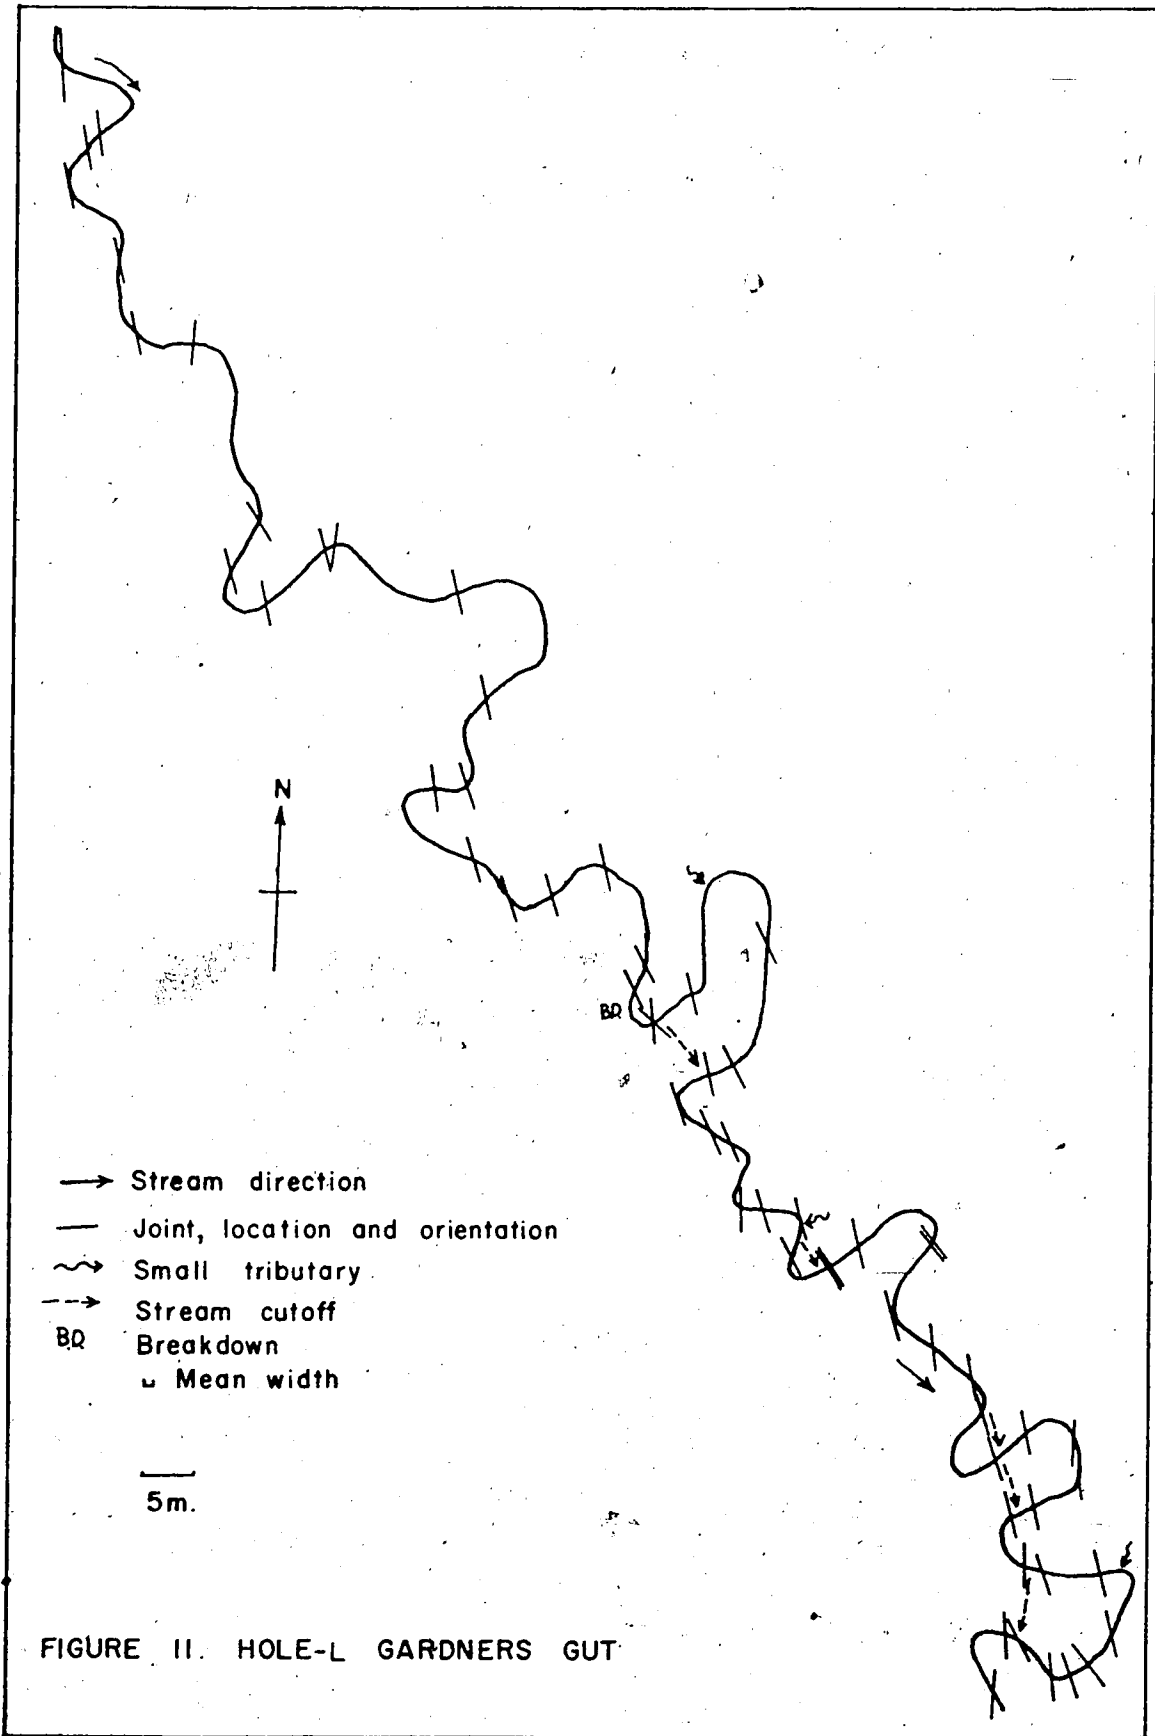 N
BD
Stream direction
Joint, location and orientation
Small tributary
Stream cutoff
BD Breakdown
Mean width
5m.
FIGURE 11. HOLE-L GARDNERS GUT